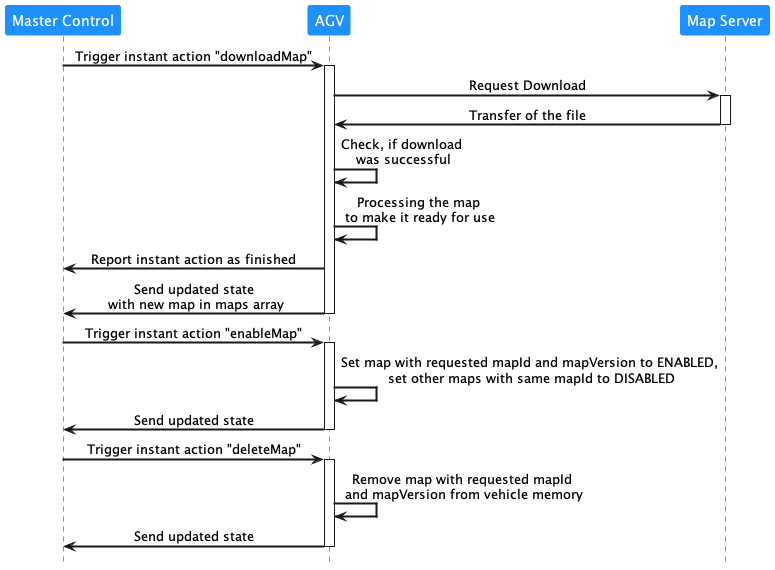 Master Control
AGV
Map Server
Trigger instant action "downloadMap"
Request Download
Transfer of the file
Check, if download
was successful
Processing the map
to make it ready for use
Report instant action as finished
Send updated state
with new map in maps array
Trigger instant action "enableMap"
Set map with requested mapId and mapVersion to ENABLED,
set other maps with same mapId to DISABLED
Send updated state
Trigger instant action "deleteMap"
Remove map with requested mapId
and mapVersion from vehicle memory
Send updated state